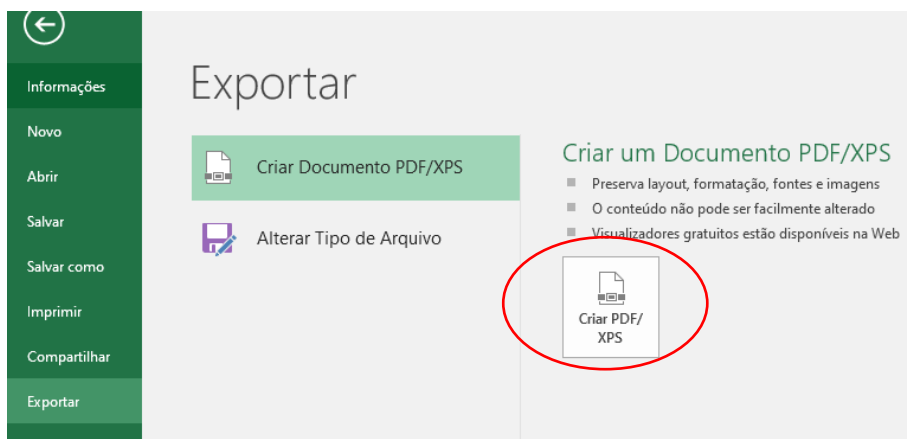 Informações
Novo
Abrir
Salvar
Salvar como
Imprimir
Compartilhar
Exportar
Exportar
Criar Documento PDF/XPS
Alterar Tipo de Arquivo
Criar um Documento PDF/XPS
Preserva layout, formatação, fontes e imagens
O conteúdo não pode ser facilmente alterado
Visualizadores gratuitos estão disponíveis na Web
Criar PDF/
XPS